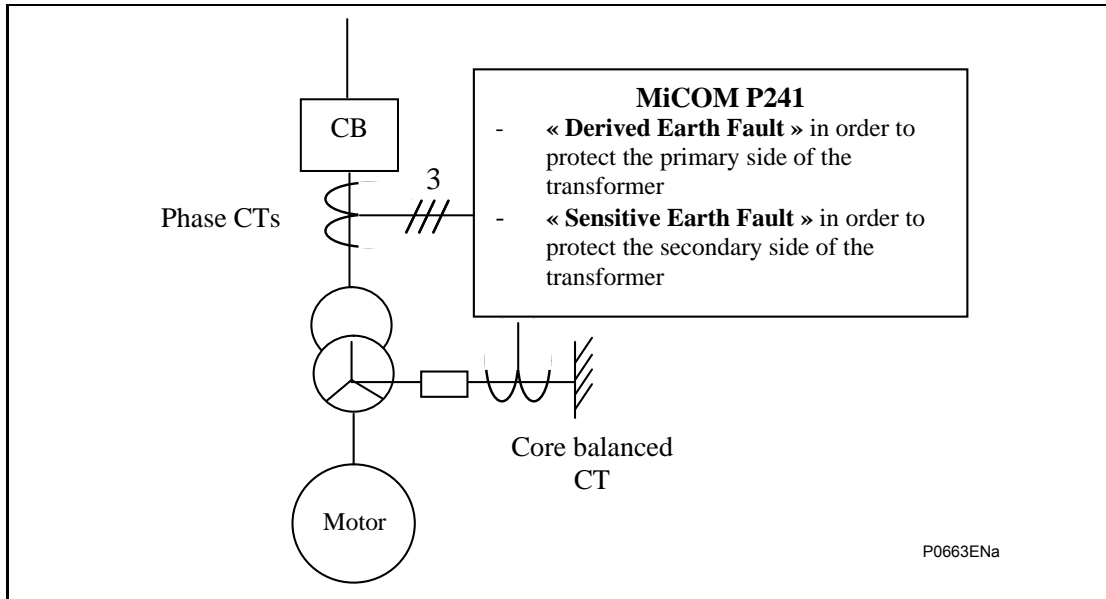 CB
Phase CTs
3
MiCOM P241
- « Derived Earth Fault » in order to
protect the primary side of the
transformer
- « Sensitive Earth Fault » in order to
protect the secondary side of the
transformer
Core balanced
CT
Motor
P0663ENa